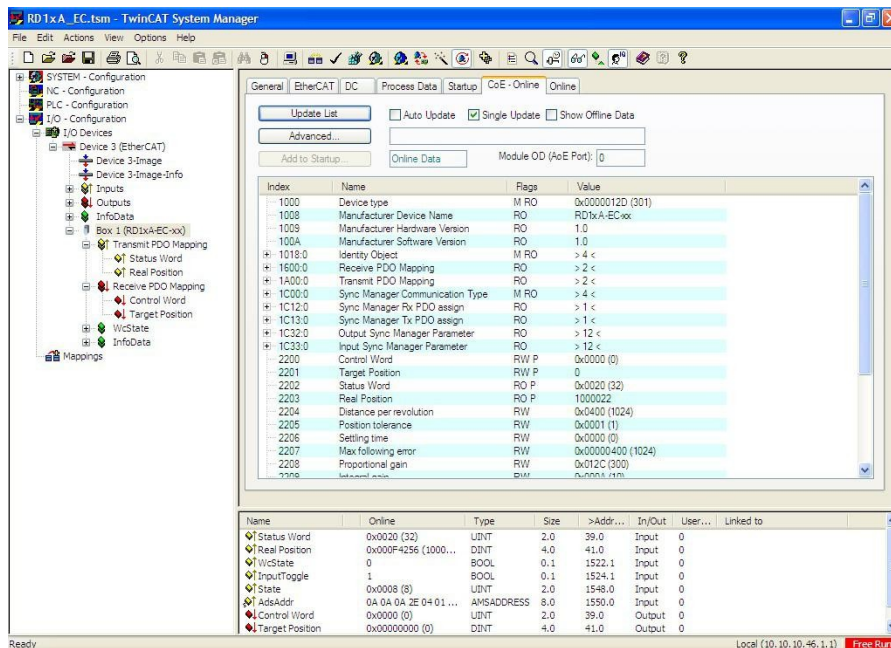 RD1xA_EC.tsm - TwinCAT System Manager
File Edit Actions View Options Help
SYSTEM - Configuration
NC - Configuration
PLC - Configuration
I/O - Configuration
I/O Devices
Device 3 (EtherCAT)
Device 3-Image
Device 3-Image-Info
Inputs
Outputs
InfoData
Box 1 (RD1xA-EC-xx)
Transmit PDO Mapping
Status Word
Real Position
Receive PDO Mapping
Control Word
Target Position
WcState
InfoData
Mappings
General EtherCAT DC Process Data Startup CoE - Online Online
Update List Auto Update Single Update Show Offline Data
Advanced...
Add to Startup... Online Data Module OD (AoE Port): 0
Index Name Flags Value
1000 Device type M RO 0x0000012D (301)
1008 Manufacturer Device Name RO RD1xA-EC-xx
1009 Manufacturer Hardware Version RO 1.0
100A Manufacturer Software Version RO 1.0
1018:0 Identity Object M RO > 4 <
1600:0 Receive PDO Mapping RO > 2 <
1A00:0 Transmit PDO Mapping RO > 2 <
1C00:0 Sync Manager Communication Type M RO > 4 <
1C12:0 Sync Manager Rx PDO assign RO > 1 <
1C13:0 Sync Manager Tx PDO assign RO > 1 <
1C32:0 Output Sync Manager Parameter RO > 12 <
1C33:0 Input Sync Manager Parameter RO > 12 <
2200 Control Word RW P 0x0000 (0)
2201 Target Position RW P 0
2202 Status Word RO P 0x0020 (32)
2203 Real Position RO P 1000022
2204 Distance per revolution RW 0x0400 (1024)
2205 Position tolerance RW 0x0001 (1)
2206 Settling time RW 0x0000 (0)
2207 Max following error RW 0x00000400 (1024)
2208 Proportional gain RW 0x012C (300)
2209 Integral gain RW 0x000A (10)
Name Online Type Size >Addr... In/Out User... Linked to
Status Word 0x0020 (32) UINT 2.0 39.0 Input 0
Real Position 0x000F4256 (1000... DINT 4.0 41.0 Input 0
WcState 0 BOOL 0.1 1522.1 Input 0
InputToggle 1 BOOL 0.1 1524.1 Input 0
State 0x0008 (8) UINT 2.0 1548.0 Input 0
AdsAddr 0A 0A 0A 2E 04 01 ... AMSADDRESS 8.0 1550.0 Input 0
Control Word 0x0000 (0) UINT 2.0 39.0 Output 0
Target Position 0x00000000 (0) DINT 4.0 41.0 Output 0
Ready Local (10.10.10.46.1.1) Free Run